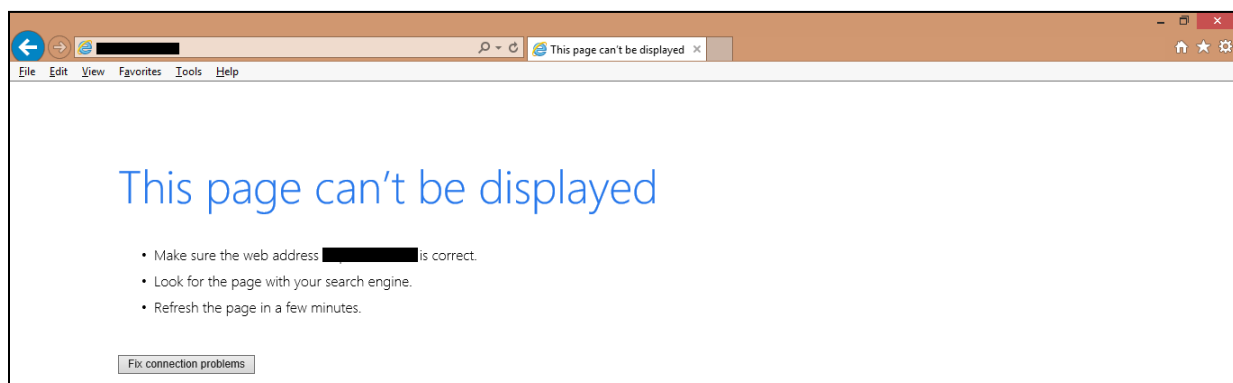 This page can't be displayed
File Edit View Favorites Tools Help
This page can't be displayed
• Make sure the web address is correct.
• Look for the page with your search engine.
• Refresh the page in a few minutes.
Fix connection problems